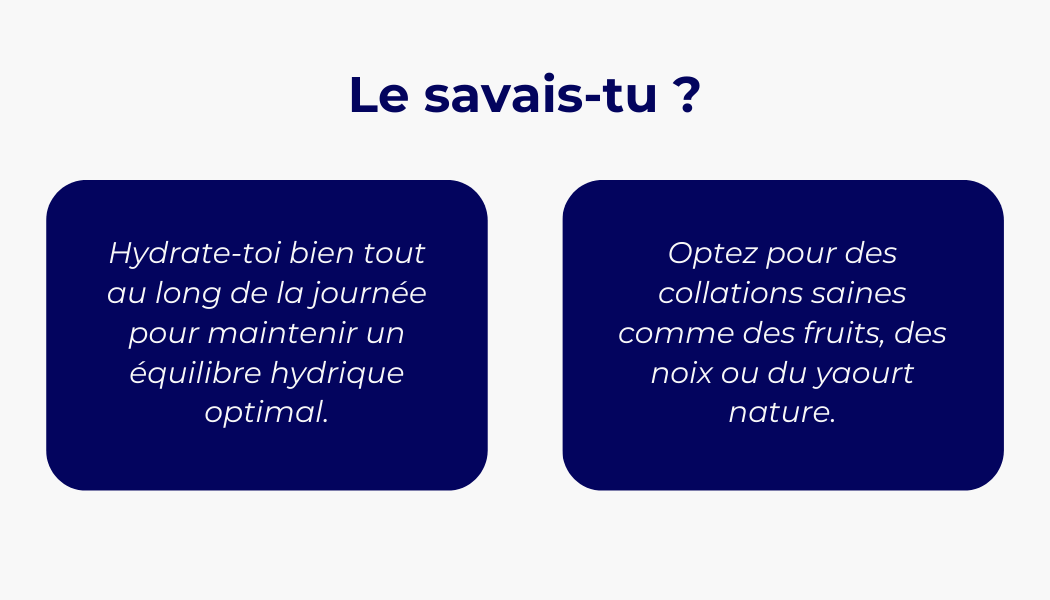 Le savais-tu ?
Hydrate-toi bien tout
au long de la journée
pour maintenir un
équilibre hydrique
optimal.
Optez pour des
collations saines
comme des fruits, des
noix ou du yaourt
nature.